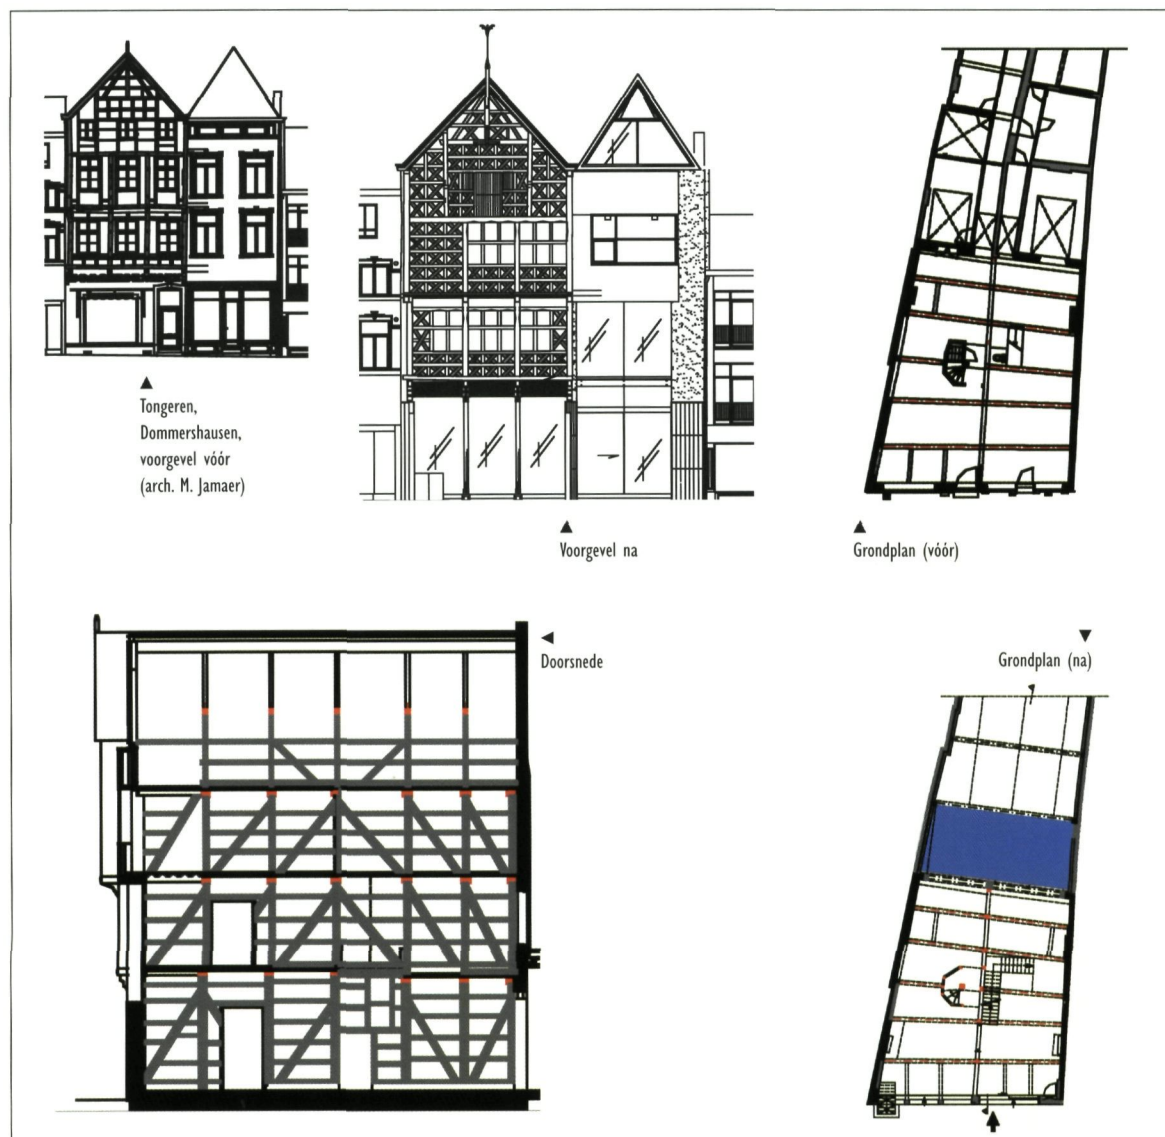 Tongeren,
Dommershausen,
voorgevel vóór
(arch. M. Jamaer)
Voorgevel na
Grondplan (vóór)
Doorsnede
Grondplan (na)